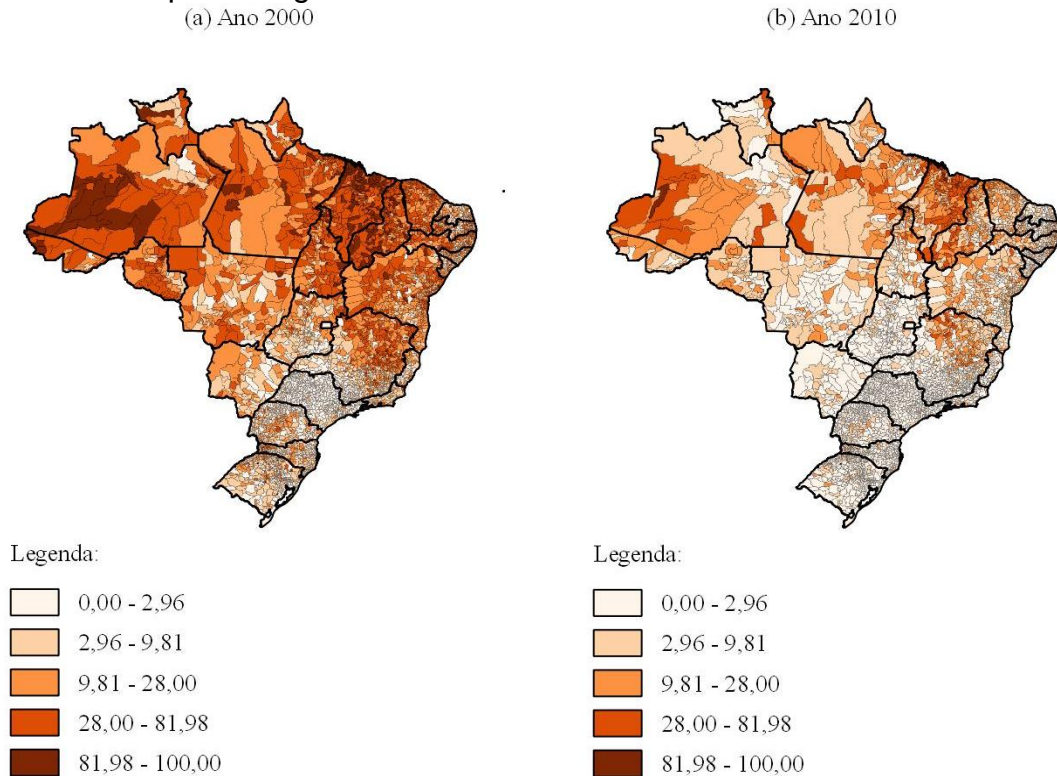 (a) Ano 2000
(b) Ano 2010
Legenda:
0,00 - 2,96
2,96 - 9,81
9,81 - 28,00
28,00 - 81,98
81,98 - 100,00
Legenda:
0,00 - 2,96
2,96 - 9,81
9,81 - 28,00
28,00 - 81,98
81,98 - 100,00